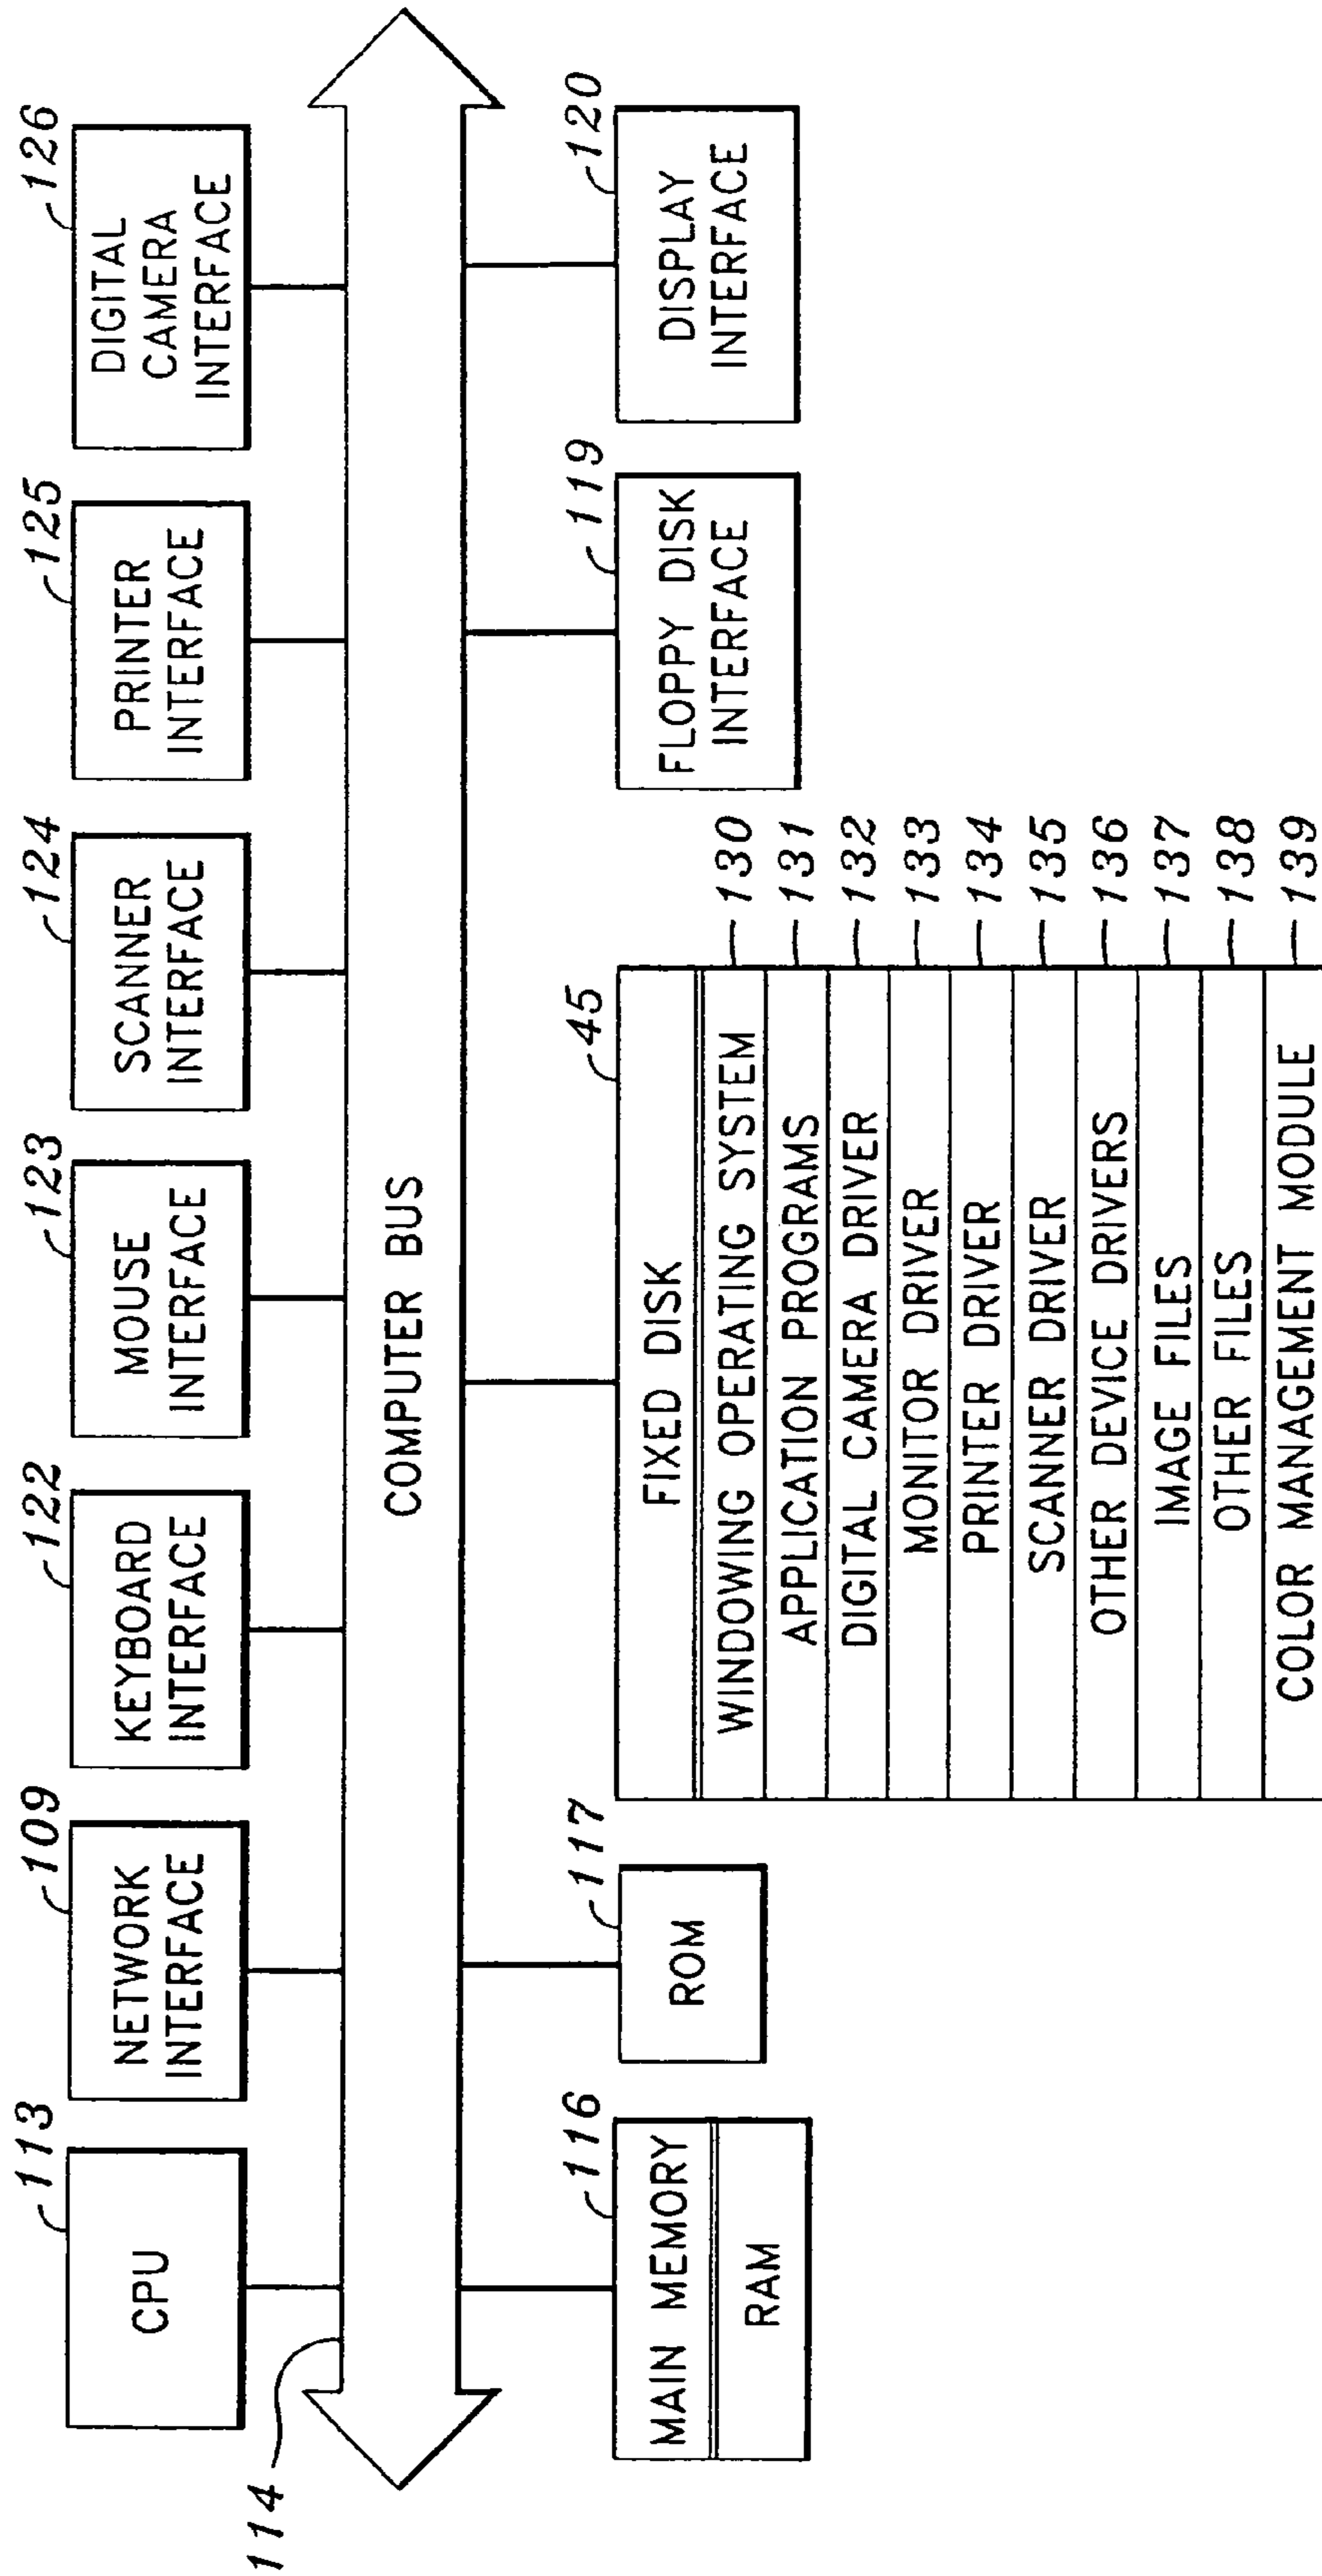 113
109
122
123
124
125
126
CPU
NETWORK
INTERFACE
KEYBOARD
INTERFACE
MOUSE
INTERFACE
SCANNER
INTERFACE
PRINTER
INTERFACE
DIGITAL
CAMERA
INTERFACE
114
COMPUTER BUS
116
MAIN MEMORY
RAM
117
ROM
45
FIXED DISK
WINDOWING OPERATING SYSTEM 130
APPLICATION PROGRAMS 131
DIGITAL CAMERA DRIVER 132
MONITOR DRIVER 133
PRINTER DRIVER 134
SCANNER DRIVER 135
OTHER DEVICE DRIVERS 136
IMAGE FILES 137
OTHER FILES 138
COLOR MANAGEMENT MODULE 139
119
FLOPPY DISK
INTERFACE
120
DISPLAY
INTERFACE